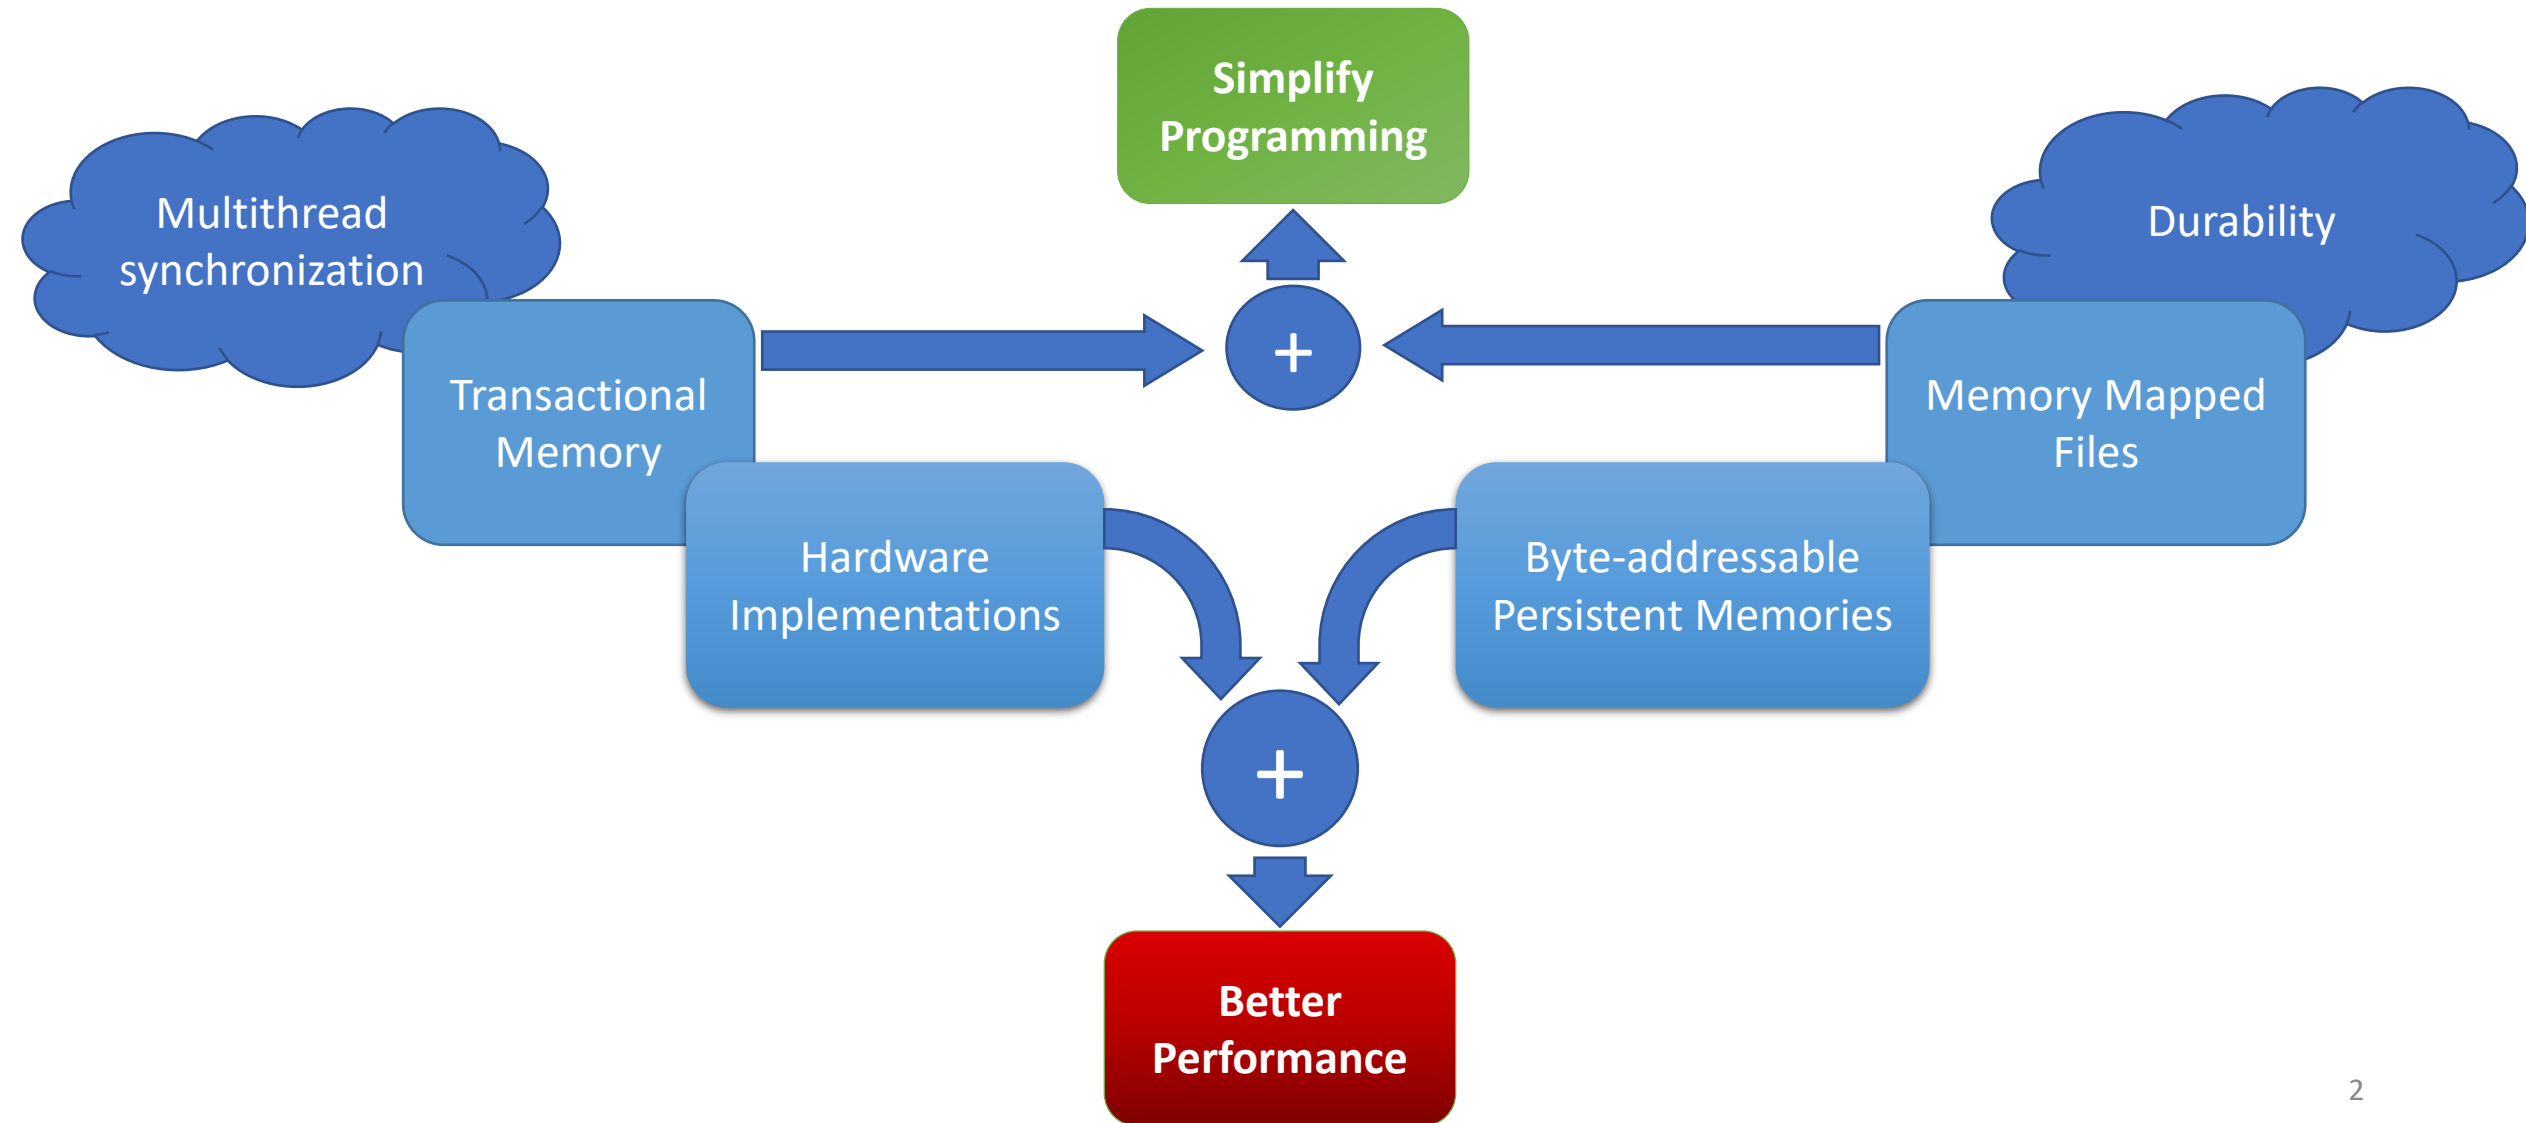 Simplify
Programming
Multithread
synchronization
Durability
+
Transactional
Memory
Memory Mapped
Files
Hardware
Implementations
Byte-addressable
Persistent Memories
+
Better
Performance
2